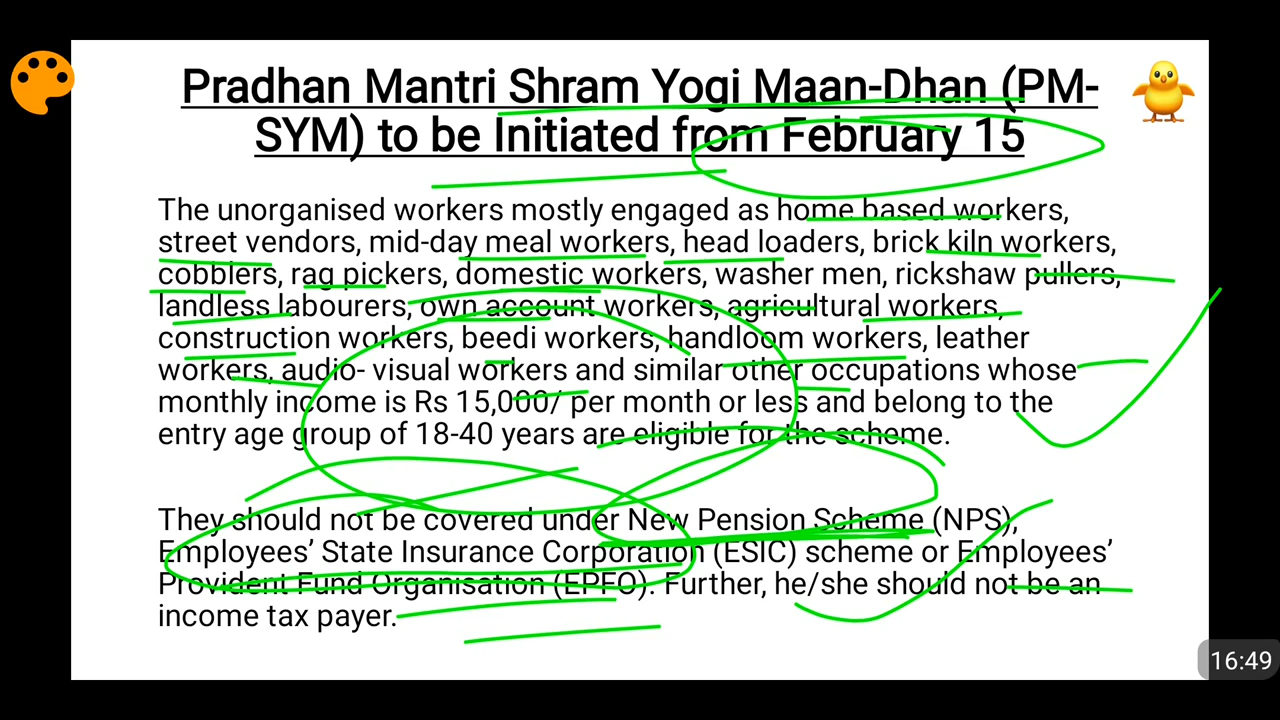 Pradhan Mantri Shram Yogi Maan-Dhan (PM-
SYM) to be Initiated from February 15
The unorganised workers mostly engaged as home based workers,
street vendors, mid-day meal workers, head loaders, brick kiln workers,
cobblers, rag pickers, domestic workers, washer men, rickshaw pullers,
landless labourers, own account workers, agricultural workers,
construction workers, beedi workers, handloom workers, leather
workers, audio- visual workers and similar other occupations whose
monthly income is Rs 15,000/ per month or less and belong to the
entry age group of 18-40 years are eligible for the scheme.
They should not be covered under New Pension Scheme (NPS),
Employees’ State Insurance Corporation (ESIC) scheme or Employees’
Provident Fund Organisation (EPFO). Further, he/she should not be an
income tax payer.
16:49